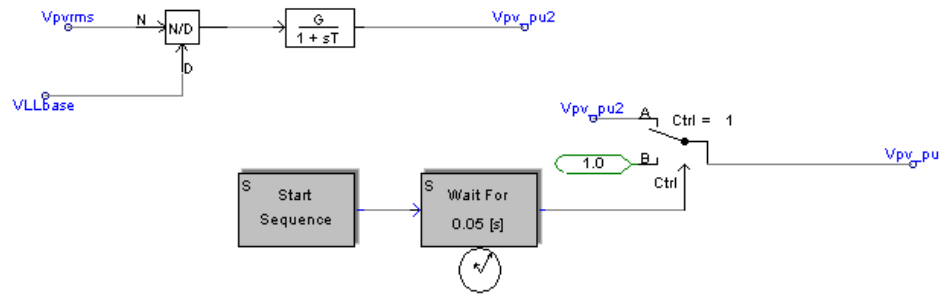 Vpvrms
N
N/D
D
VLLbase
G
1 + sT
Vpv_pu2
Vpv_pu2
A
Ctrl = 1
1.0
B
Ctrl
Vpv_pu
S
Start
Sequence
S
Wait For
0.05 [s]